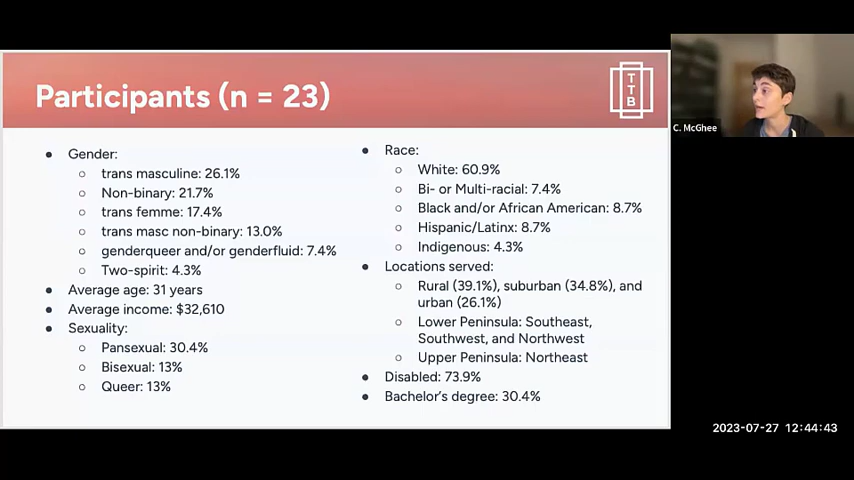 Participants (n = 23)
TTB
C. McGhee
Gender:
trans masculine: 26.1%
Non-binary: 21.7%
trans femme: 17.4%
trans masc non-binary: 13.0%
genderqueer and/or genderfluid: 7.4%
Two-spirit: 4.3%
Average age: 31 years
Average income: $32,610
Sexuality:
Pansexual: 30.4%
Bisexual: 13%
Queer: 13%
Race:
White: 60.9%
Bi- or Multi-racial: 7.4%
Black and/or African American: 8.7%
Hispanic/Latinx: 8.7%
Indigenous: 4.3%
Locations served:
Rural (39.1%), suburban (34.8%), and
urban (26.1%)
Lower Peninsula: Southeast,
Southwest, and Northwest
Upper Peninsula: Northeast
Disabled: 73.9%
Bachelor’s degree: 30.4%
2023-07-27 12:44:43